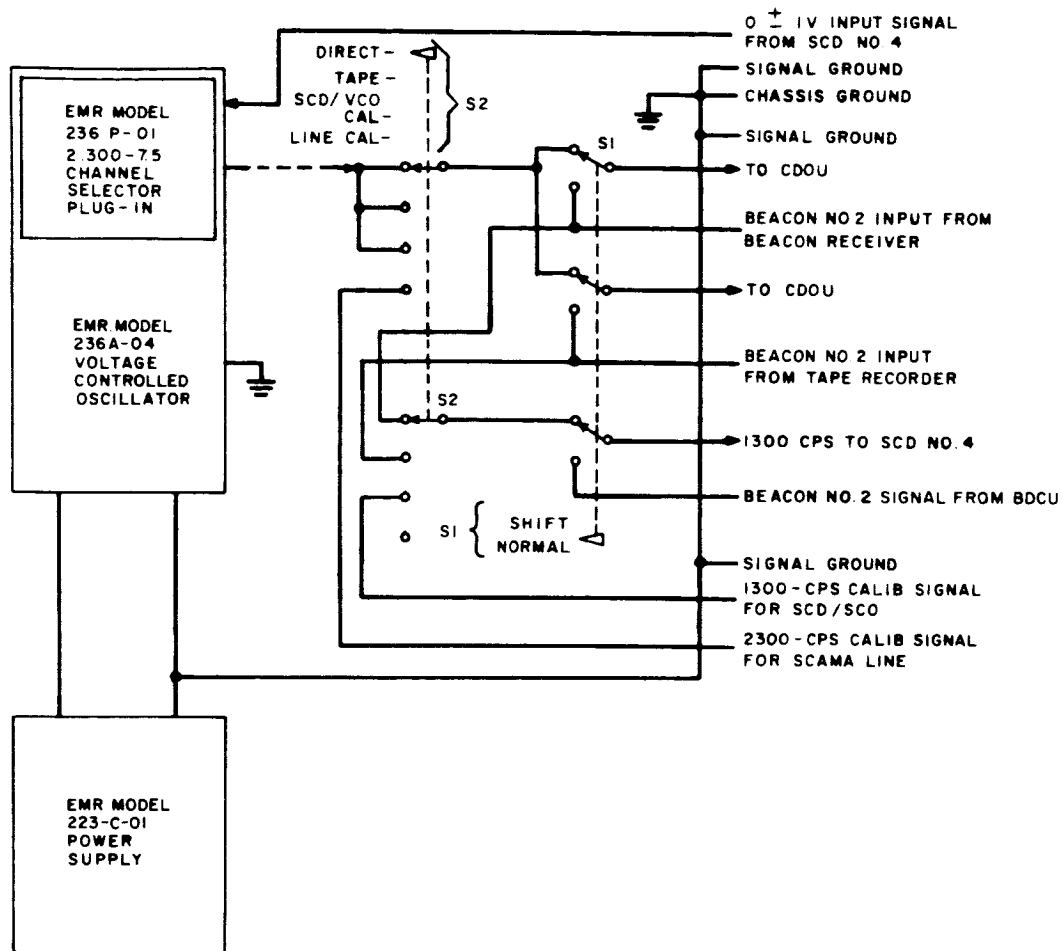 0 ± 1V INPUT SIGNAL
FROM SCD NO.4
SIGNAL GROUND
CHASSIS GROUND
SIGNAL GROUND
TO CDOU
BEACON NO 2 INPUT FROM
BEACON RECEIVER
TO CDOU
BEACON NO 2 INPUT
FROM TAPE RECORDER
1300 CPS TO SCD NO. 4
BEACON NO. 2 SIGNAL FROM BDCU
SIGNAL GROUND
1300-CPS CALIB SIGNAL
FOR SCD/SCO
2300-CPS CALIB SIGNAL
FOR SCAMA LINE
DIRECT-
TAPE-
SCD/VCO
CAL-
LINE CAL-
S2
S1
S2
S1
SHIFT
NORMAL
EMR MODEL
236 P-01
2.300-7.5
CHANNEL
SELECTOR
PLUG-IN
EMR MODEL
236A-04
VOLTAGE
CONTROLLED
OSCILLATOR
EMR MODEL
223-C-01
POWER
SUPPLY